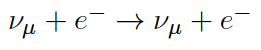 ν_μ + e⁻ → ν_μ + e⁻